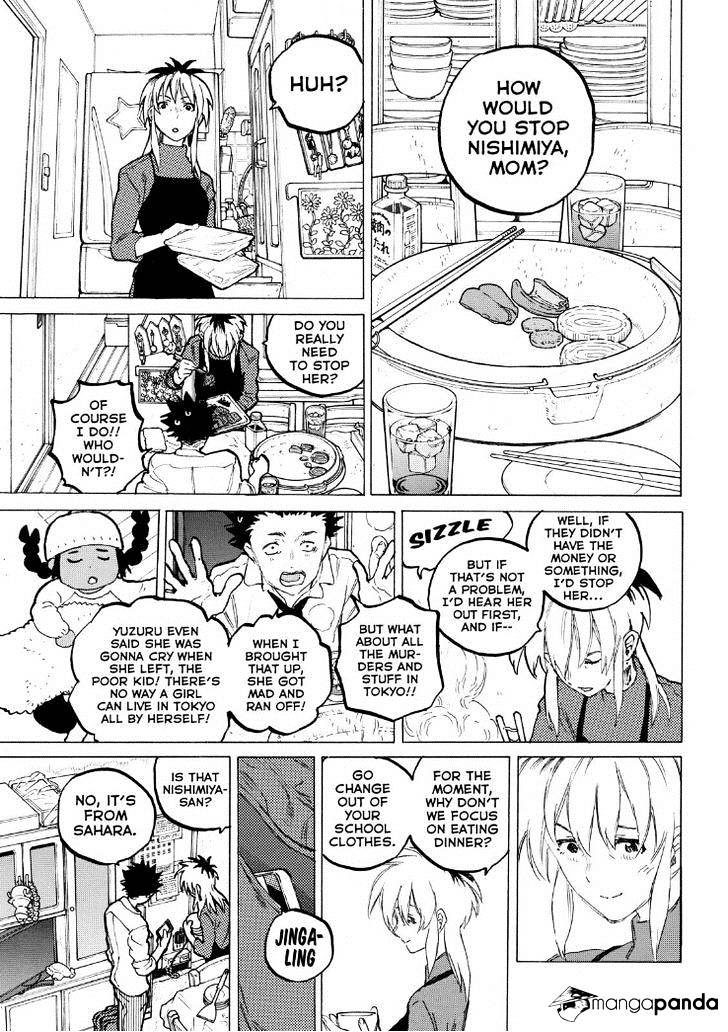 HOW
WOULD
YOU STOP
NISHIMIYA,
MOM?
HUH?
DO YOU
REALLY
NEED
TO STOP
HER?
OF
COURSE
I DO!!
WHO
WOULD-
N'T?!
WELL, IF
THEY DIDN'T
HAVE THE
MONEY OR
SOMETHING,
I'D STOP
HER...
BUT IF
THAT'S NOT
A PROBLEM,
I'D HEAR HER
OUT FIRST,
AND IF--
SIZZLE
BUT WHAT
ABOUT ALL
THE MUR-
DERS AND
STUFF IN
TOKYO!!
WHEN I
BROUGHT
THAT UP,
SHE GOT
MAD AND
RAN OFF!
YUZURU EVEN
SAID SHE WAS
GONNA CRY WHEN
SHE LEFT, THE
POOR KID! THERE'S
NO WAY A GIRL
CAN LIVE IN TOKYO
ALL BY HERSELF!
FOR THE
MOMENT,
WHY DON'T
WE FOCUS
ON EATING
DINNER?
GO
CHANGE
OUT OF
YOUR
SCHOOL
CLOTHES.
JINGA-
LING
IS THAT
NISHIMIYA-
SAN?
NO, IT'S
FROM
SAHARA.
mangapanda